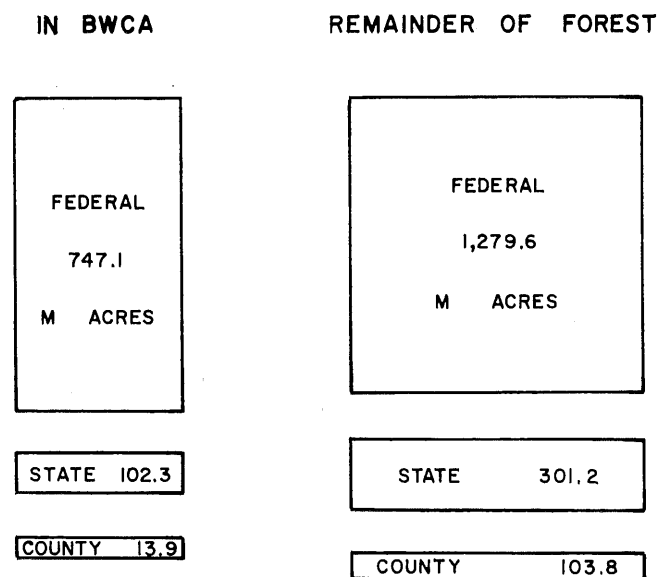 IN BWCA
REMAINDER OF FOREST
FEDERAL
747.1
M ACRES
STATE 102.3
COUNTY 13.9
FEDERAL
1,279.6
M ACRES
STATE 301.2
COUNTY 103.8